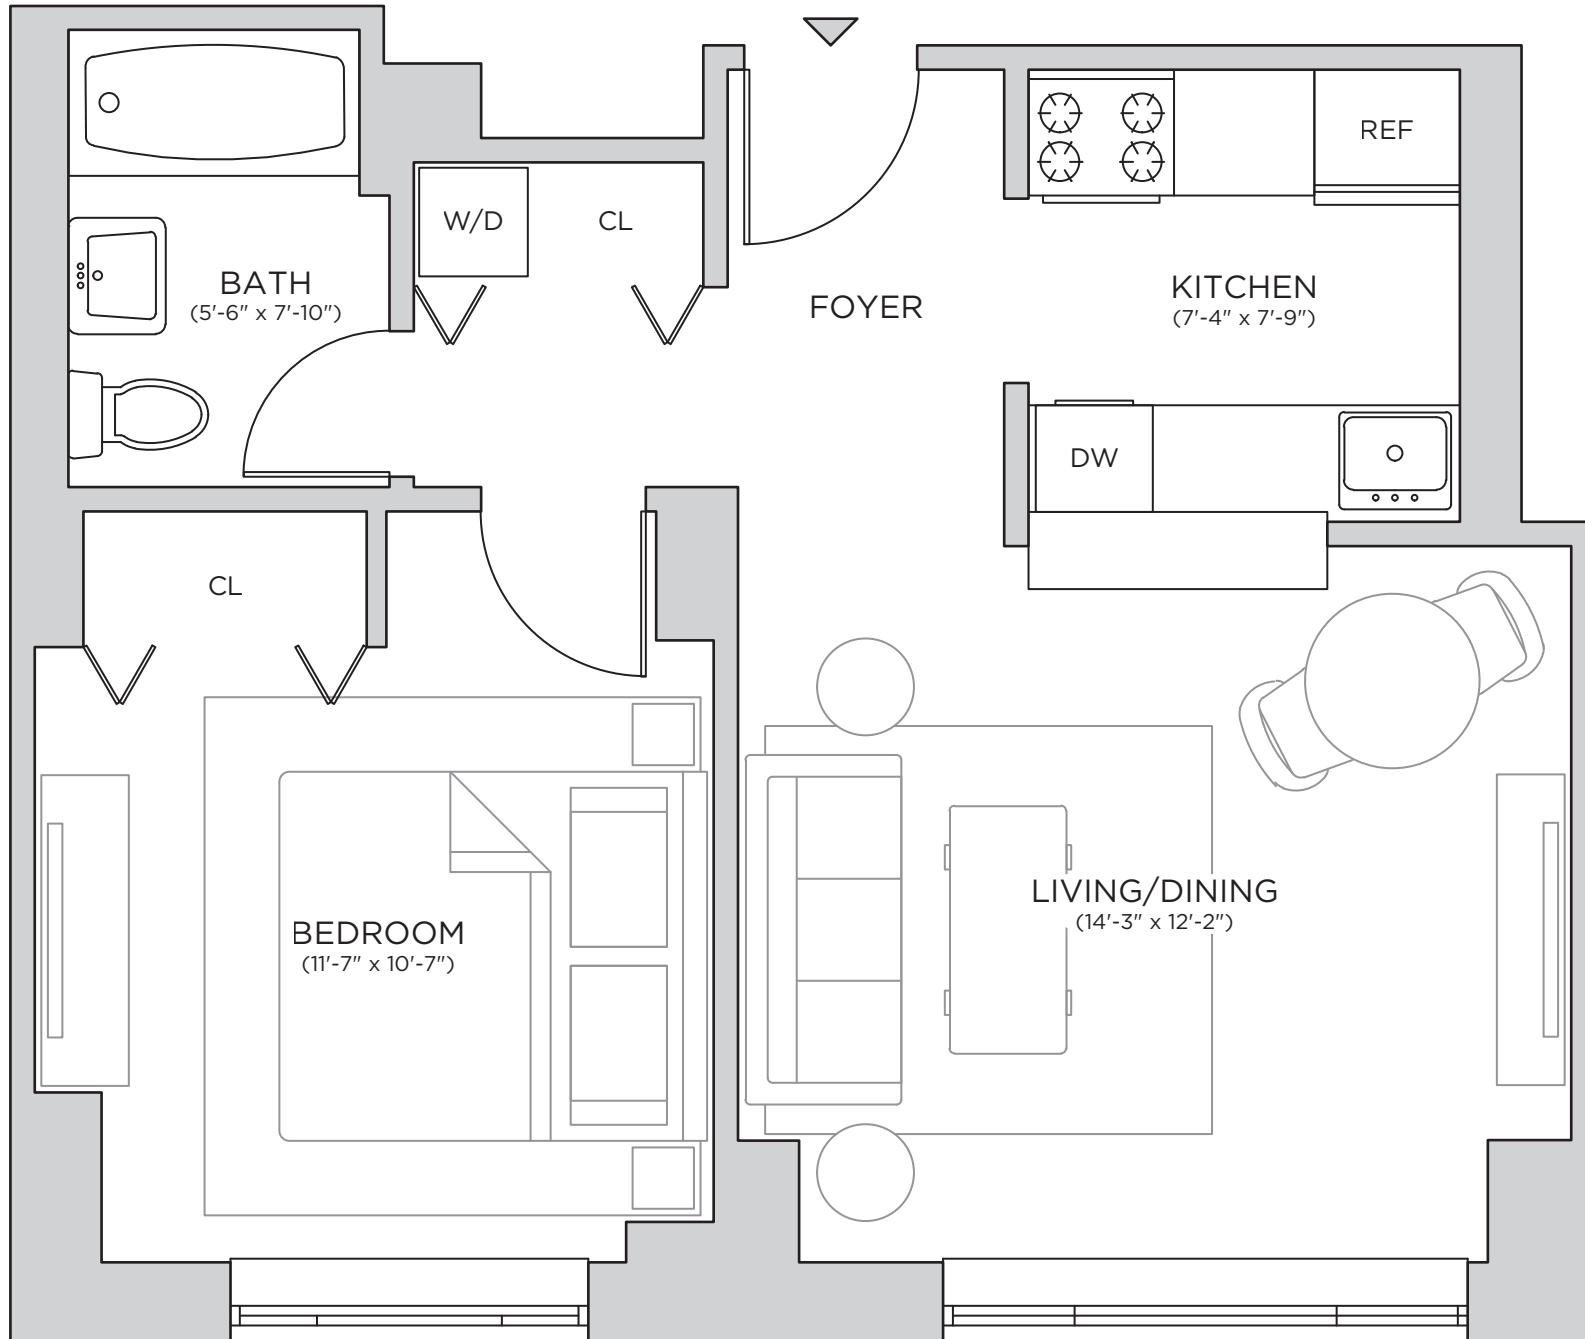 REF
W/D
CL
BATH
(5'-6" x 7'-10")
FOYER
KITCHEN
(7'-4" x 7'-9")
DW
CL
LIVING/DINING
(14'-3" x 12'-2")
BEDROOM
(11'-7" x 10'-7")